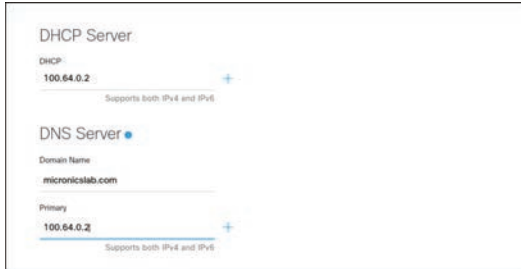 DHCP Server
DHCP
100.64.0.2
Supports both IPv4 and IPv6
DNS Server
Domain Name
micronicslab.com
Primary
100.64.0.2
Supports both IPv4 and IPv6